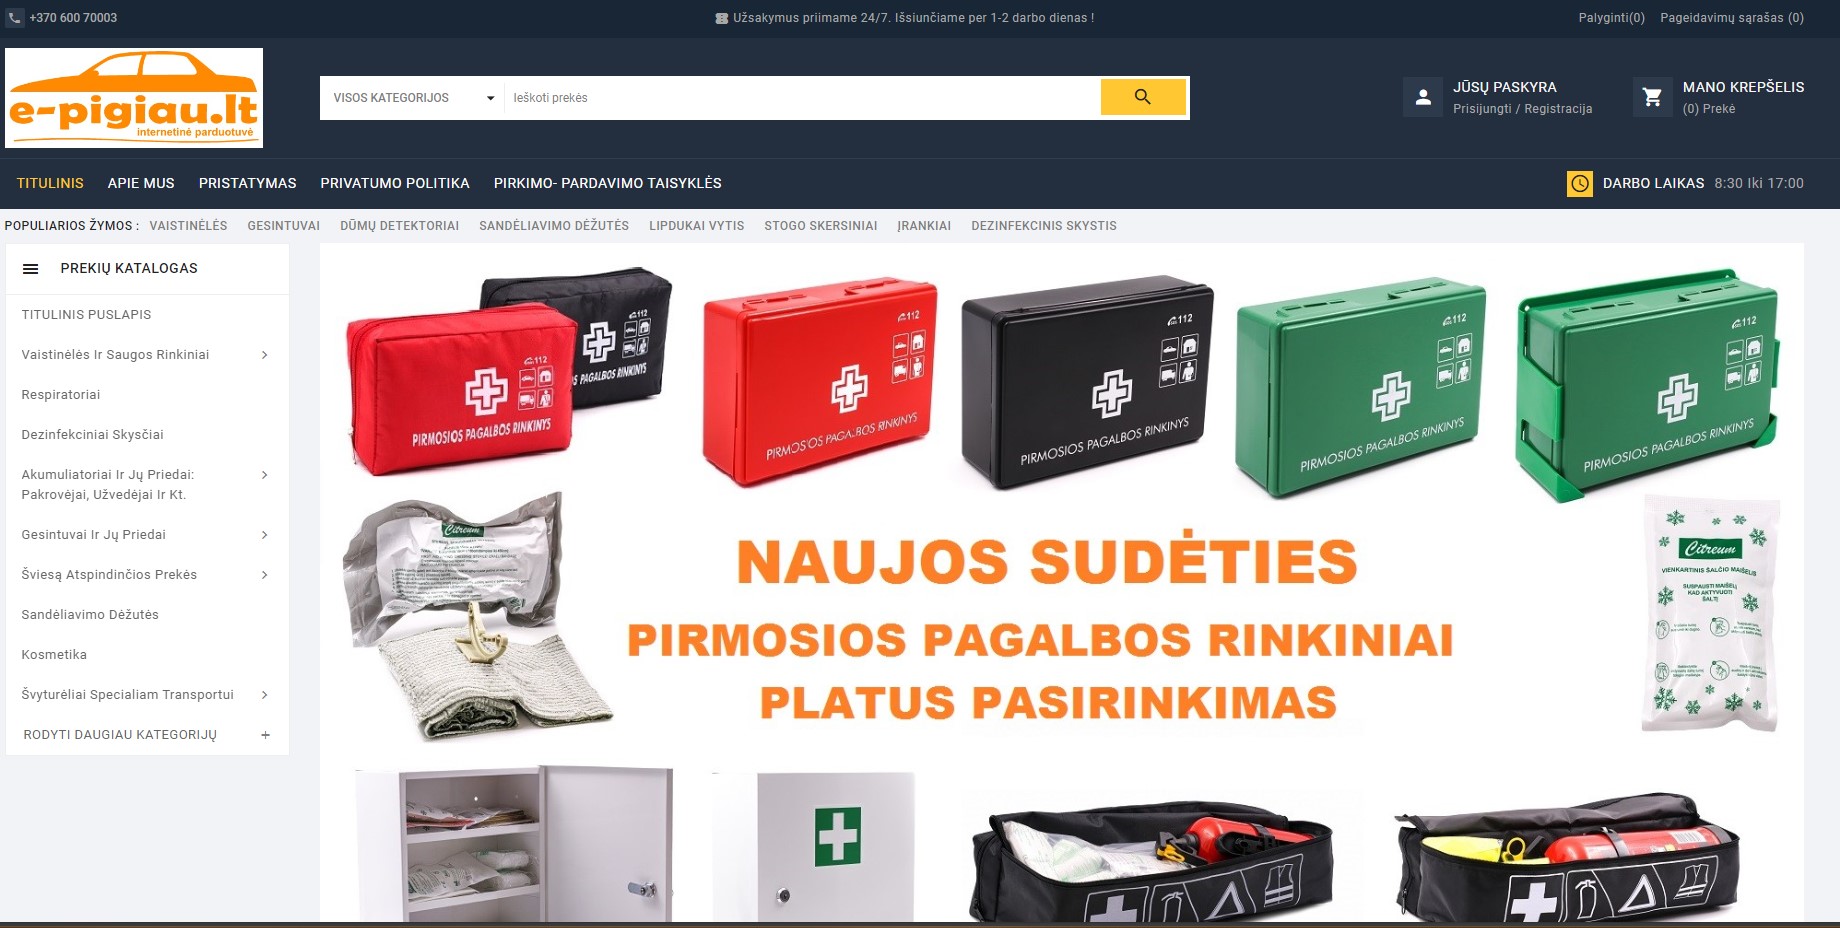 +370 600 70003
Užsakymus priimame 24/7. Išsiunčiame per 1-2 darbo dienas !
Palyginti(0) Pageidavimų sąrašas (0)
e-pigiau.lt
internetinė parduotuvė
VISOS KATEGORIJOS
Ieškoti prekės
JŪSŲ PASKYRA
Prisijungti / Registracija
MANO KREPŠELIS
(0) Prekė
TITULINIS APIE MUS PRISTATYMAS PRIVATUMO POLITIKA PIRKIMO- PARDAVIMO TAISYKLĖS
DARBO LAIKAS 8:30 Iki 17:00
POPULIARIOS ŽYMOS : VAISTINĖLĖS GESINTUVAI DŪMŲ DETEKTORIAI SANDĖLIAVIMO DĖŽUTĖS LIPDUKAI VYTIS STOGO SKERSINIAI ĮRANKIAI DEZINFEKCINIS SKYSTIS
PREKIŲ KATALOGAS
TITULINIS PUSLAPIS
Vaistinėlės Ir Saugos Rinkiniai
Respiratoriai
Dezinfekciniai Skysčiai
Akumuliatoriai Ir Jų Priedai:
Pakrovėjai, Užvedėjai Ir Kt.
Gesintuvai Ir Jų Priedai
Šviesą Atspindinčios Prekės
Sandėliavimo Dėžutės
Kosmetika
Švyturėliai Specialiam Transportui
RODYTI DAUGIAU KATEGORIJŲ
112
S PAGALBOS RINKINYS
112
PIRMOSIOS PAGALBOS RINKINYS
112
PIRMOSIOS PAGALBOS RINKINYS
112
PIRMOSIOS PAGALBOS RINKINYS
112
PIRMOSIOS PAGALBOS RINKINYS
112
PIRMOSIOS PAGALBOS RINKINYS
Citreum
NAUJOS SUDĖTIES
PIRMOSIOS PAGALBOS RINKINIAI
PLATUS PASIRINKIMAS
Citreum
VIENKARTINIS ŠALČIO MAIŠELIS
SUSPAUSTI MAIŠELĮ
KAD AKTYVUOTI
ŠALTĮ